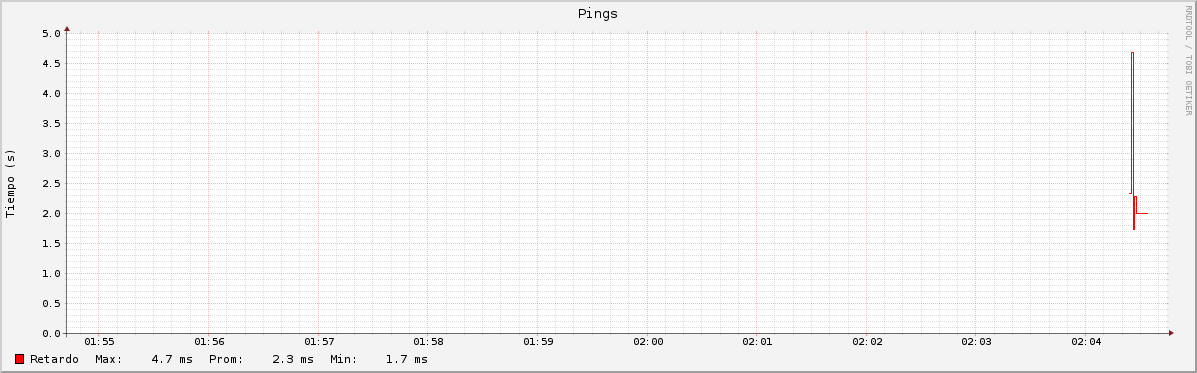 Pings
RRDTOOL / TOBI OETIKER
Tiempo (s)
5.0
4.5
4.0
3.5
3.0
2.5
2.0
1.5
1.0
0.5
0.0
01:55 01:56 01:57 01:58 01:59 02:00 02:01 02:02 02:03 02:04
Retardo Max: 4.7 ms Prom: 2.3 ms Min: 1.7 ms